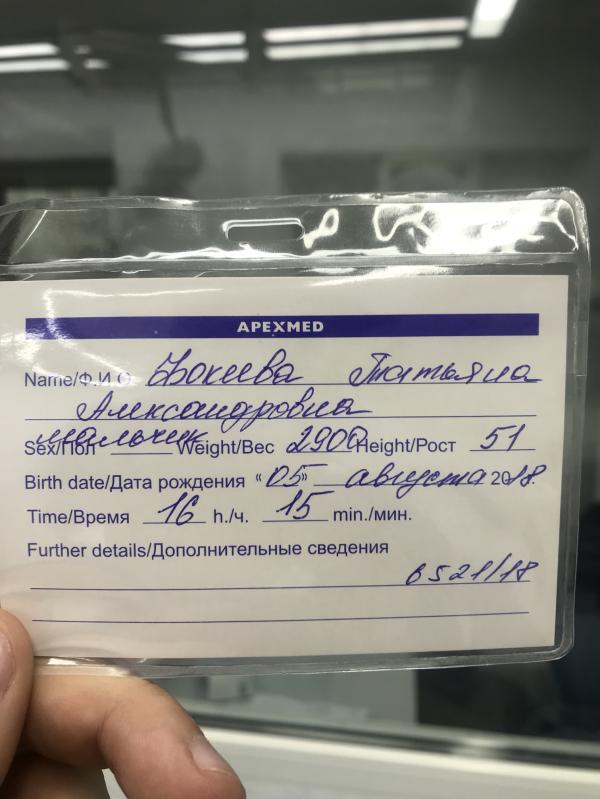 APEXMED
Name/Ф.И.О. Фокеева Татьяна
Александровна
Sex/Пол мальчик Weight/Вес 2900 Height/Рост 51
Birth date/Дата рождения «05» августа 2018
Time/Время 16 h./ч. 15 min./мин.
Further details/Дополнительные сведения
6521/18